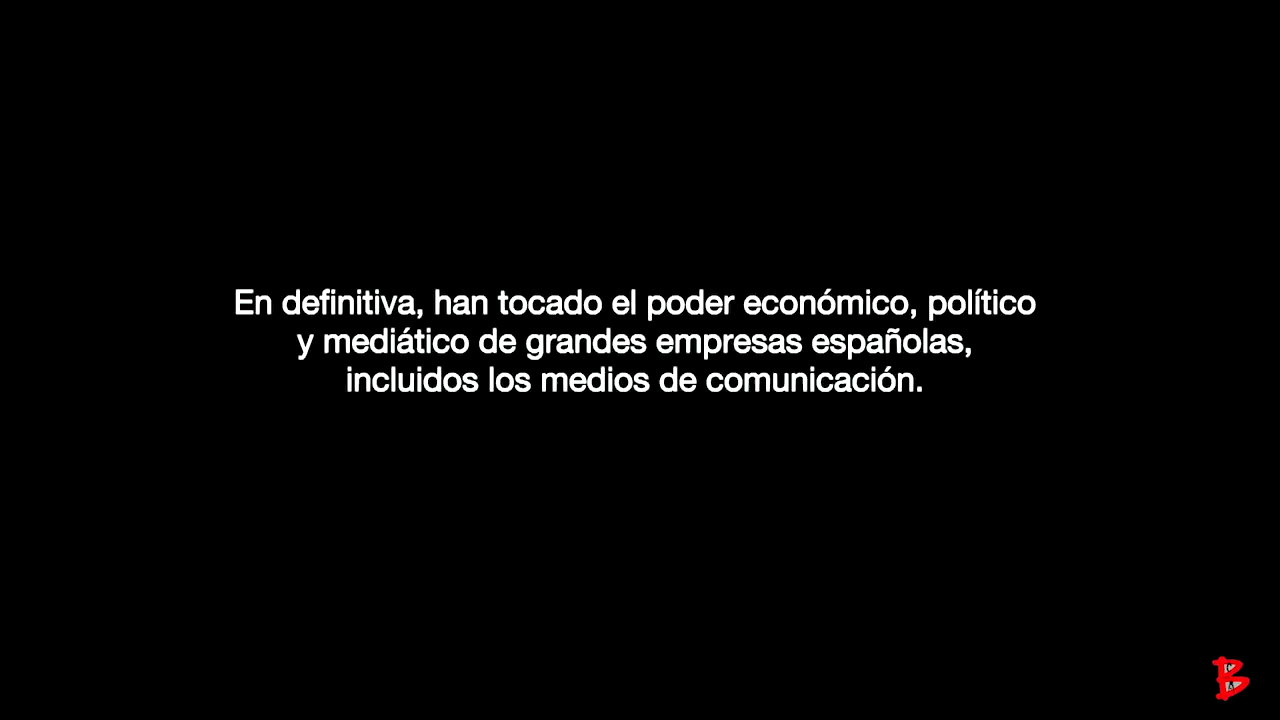 En definitiva, han tocado el poder económico, político
y mediático de grandes empresas españolas,
incluidos los medios de comunicación.
B